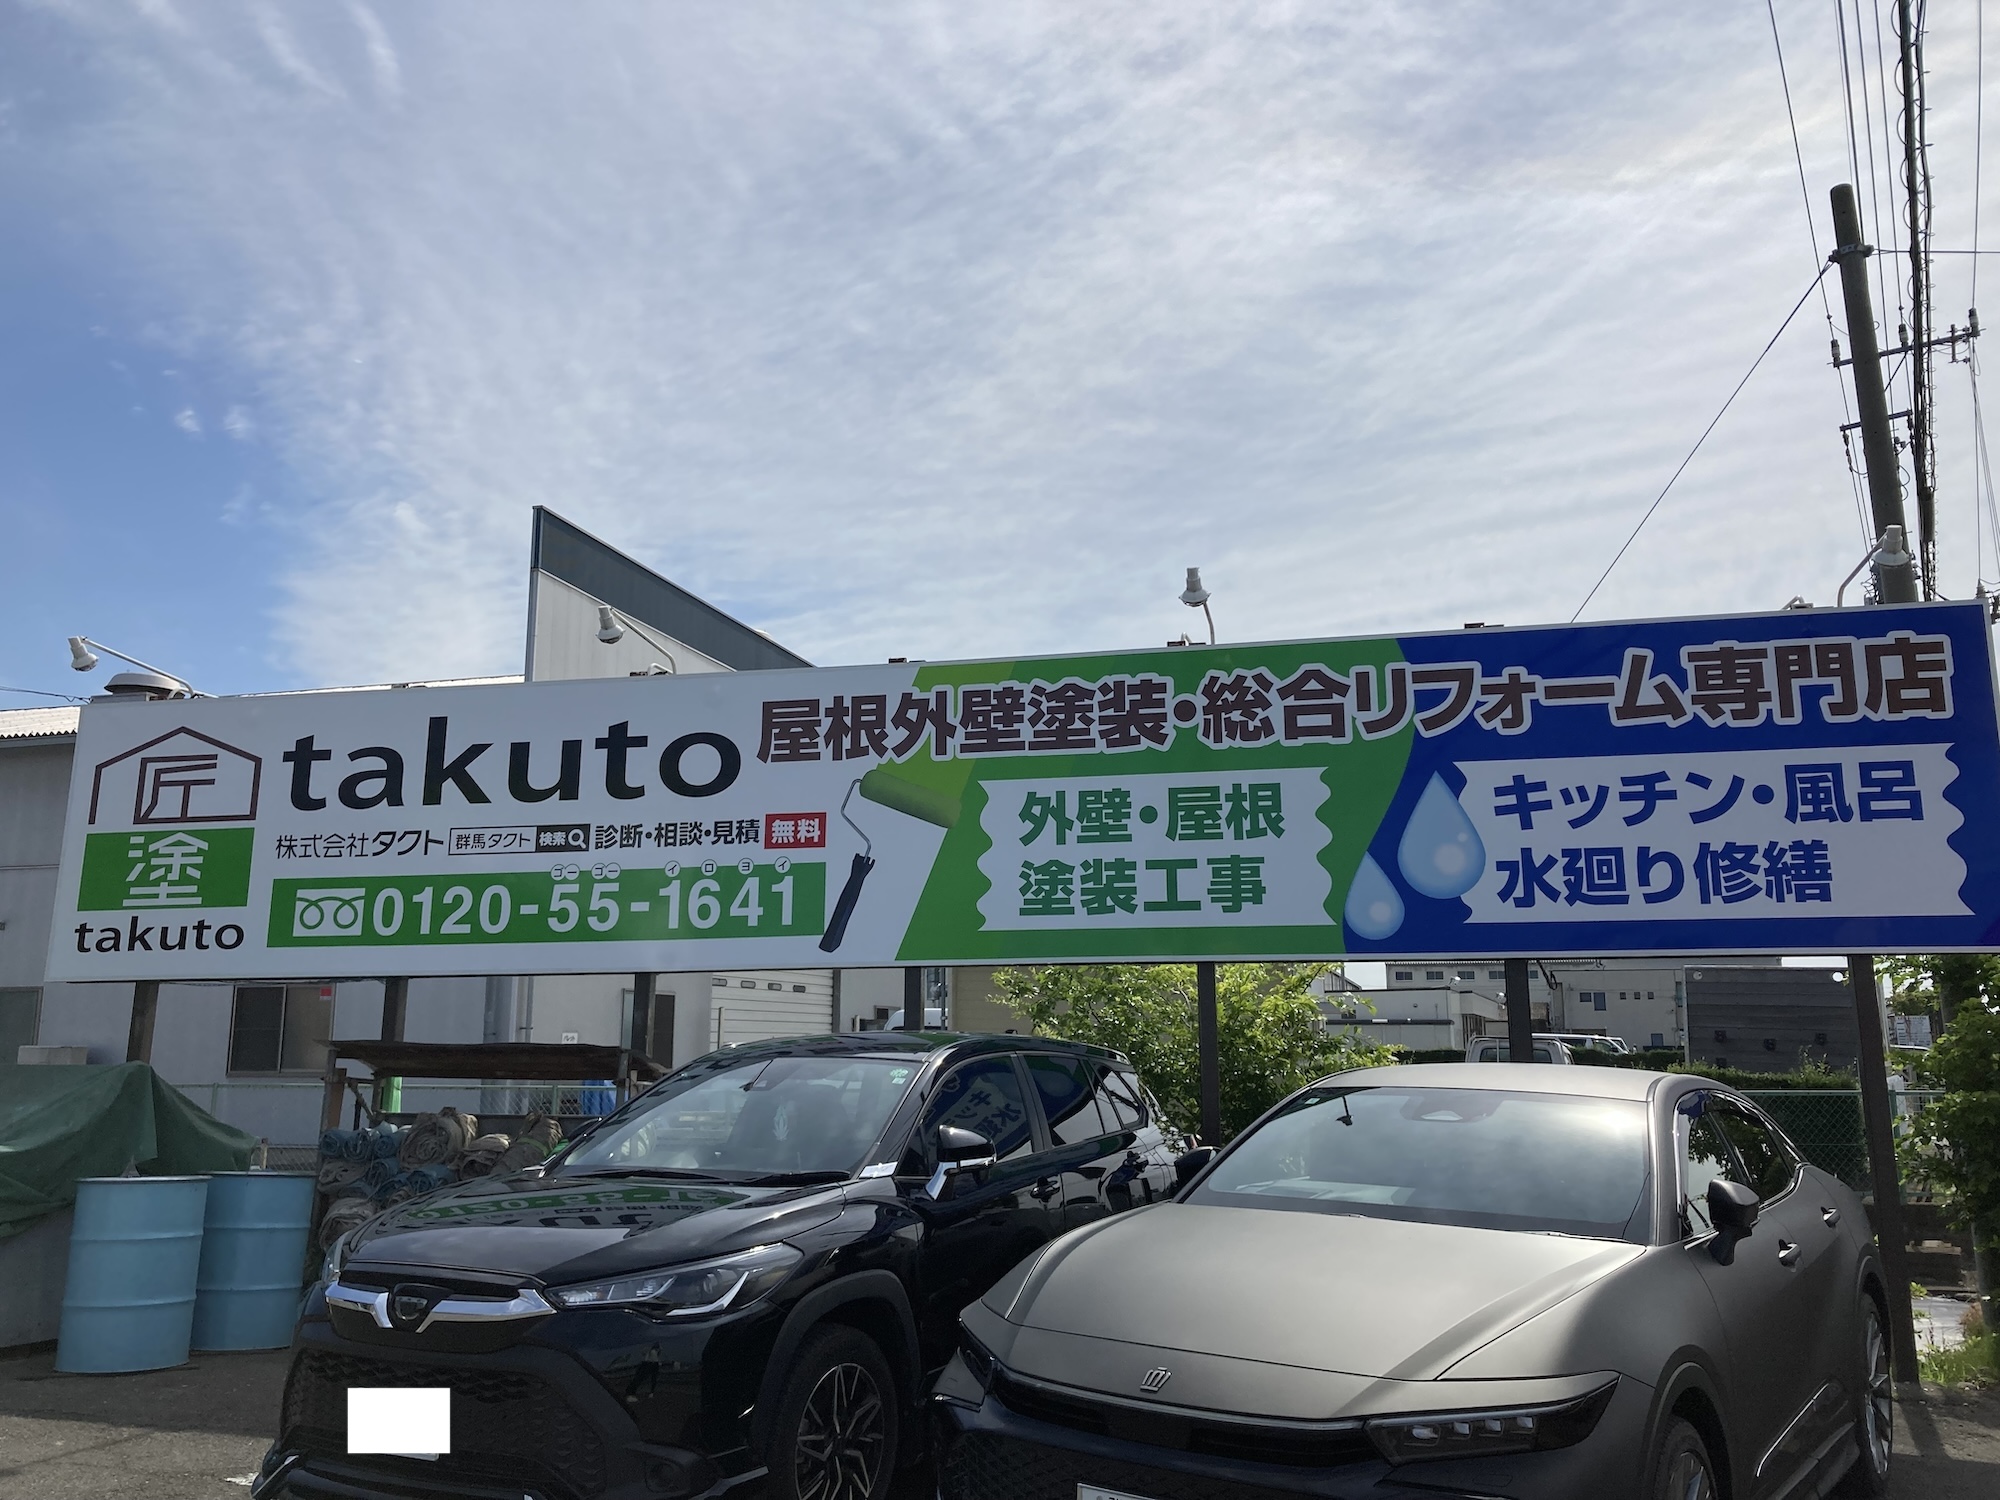 匠
塗
takuto
takuto
株式会社タクト 群馬タクト 検索 診断・相談・見積 無料
ゴー ゴー イ ロ ヨ イ
0120-55-1641
屋根外壁塗装・総合リフォーム専門店
外壁・屋根
塗装工事
キッチン・風呂
水廻り修繕